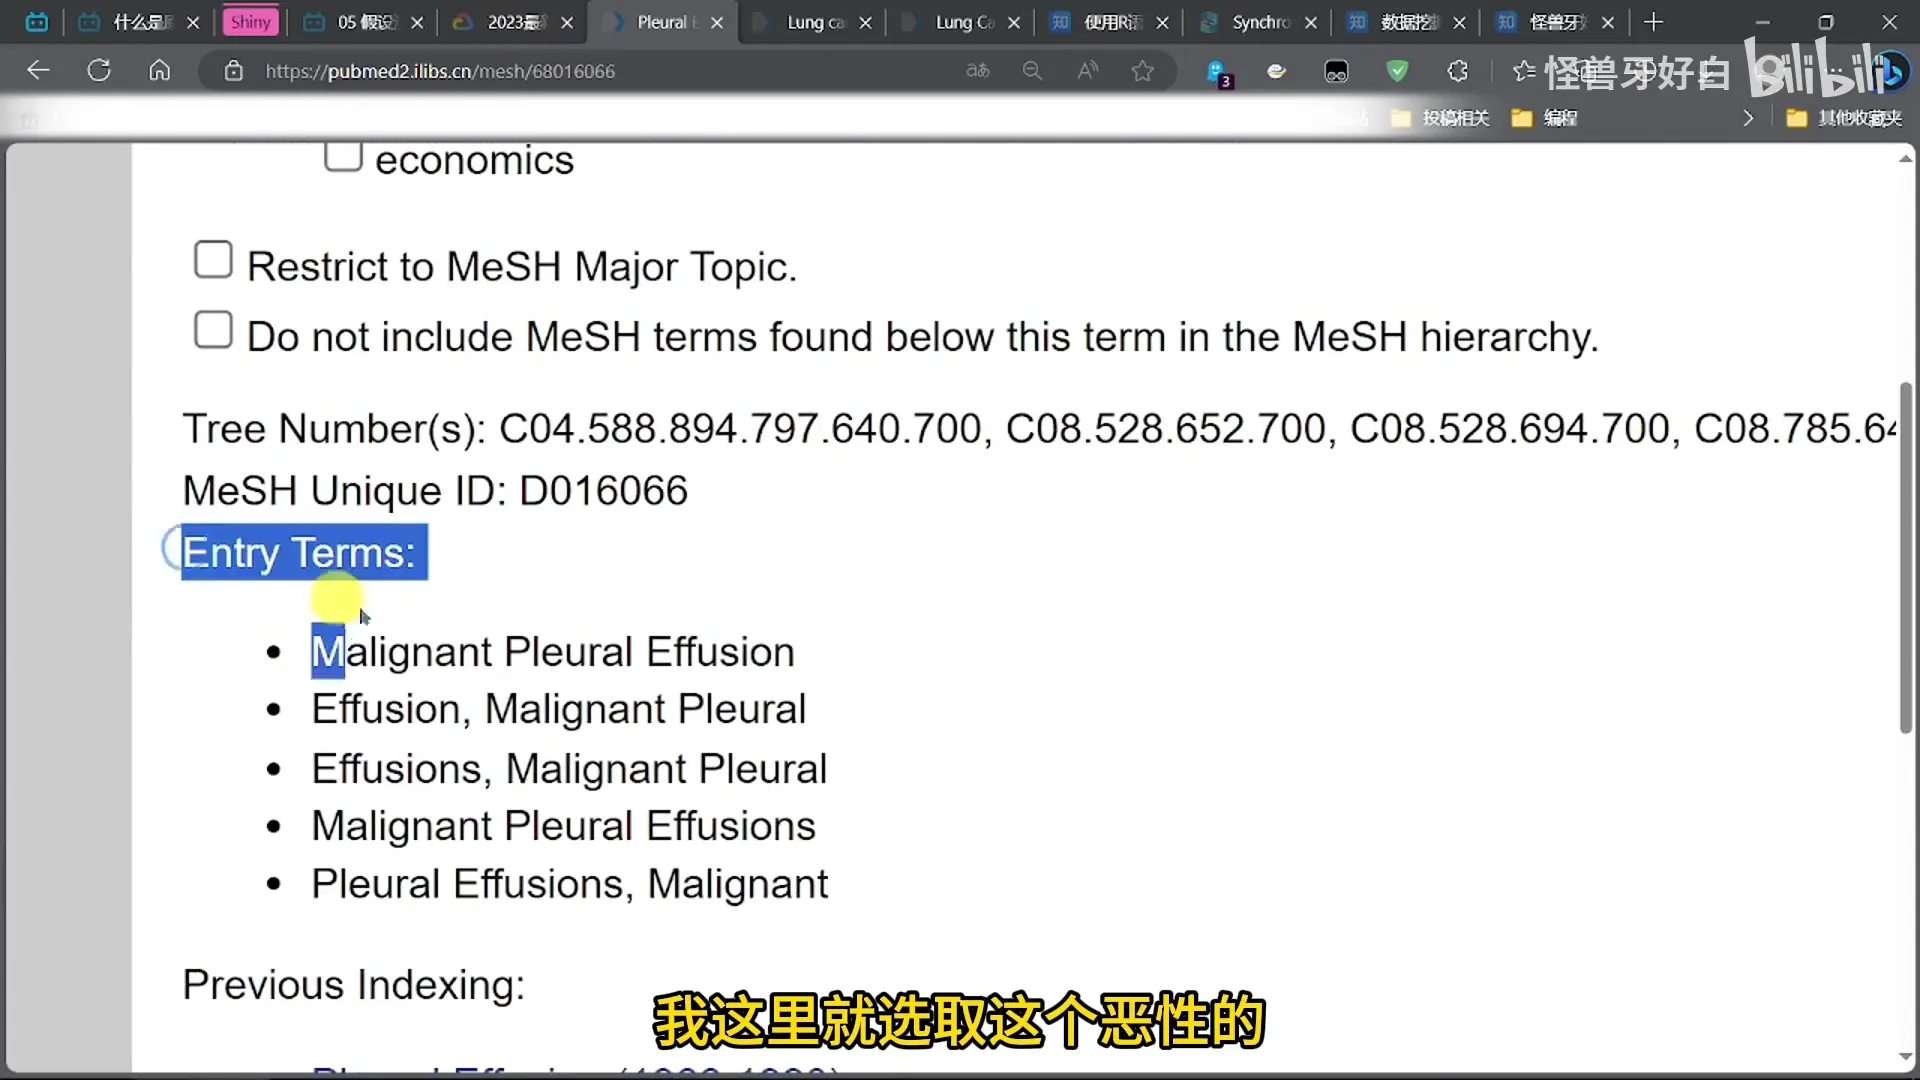 什么是
Shiny
05 假设
2023最
Pleural E
Lung ca
Lung Ca
使用R语
Synchro
数据挖
怪兽牙
https://pubmed2.ilibs.cn/mesh/68016066
3
怪兽牙好白 bilibili
投稿相关
编程
其他收藏夹
economics
Restrict to MeSH Major Topic.
Do not include MeSH terms found below this term in the MeSH hierarchy.
Tree Number(s): C04.588.894.797.640.700, C08.528.652.700, C08.528.694.700, C08.785.64
MeSH Unique ID: D016066
Entry Terms:
Malignant Pleural Effusion
Effusion, Malignant Pleural
Effusions, Malignant Pleural
Malignant Pleural Effusions
Pleural Effusions, Malignant
Previous Indexing:
我这里就选取这个恶性的